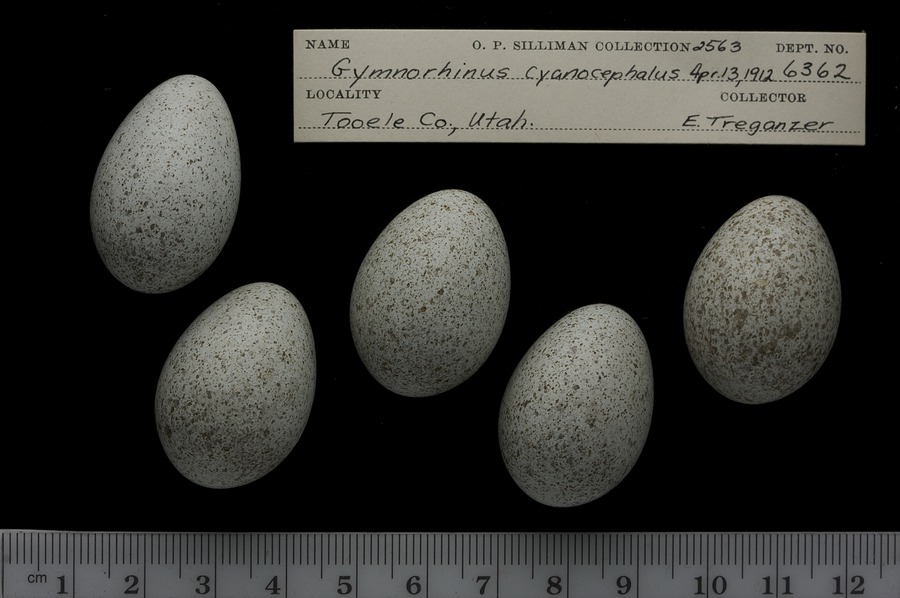 NAME O. P. SILLIMAN COLLECTION 2563 DEPT. NO.
Gymnorhinus cyanocephalus Apr. 13, 1912 6362
LOCALITY COLLECTOR
Tooele Co., Utah. E. Treganzer
cm 1 2 3 4 5 6 7 8 9 10 11 12